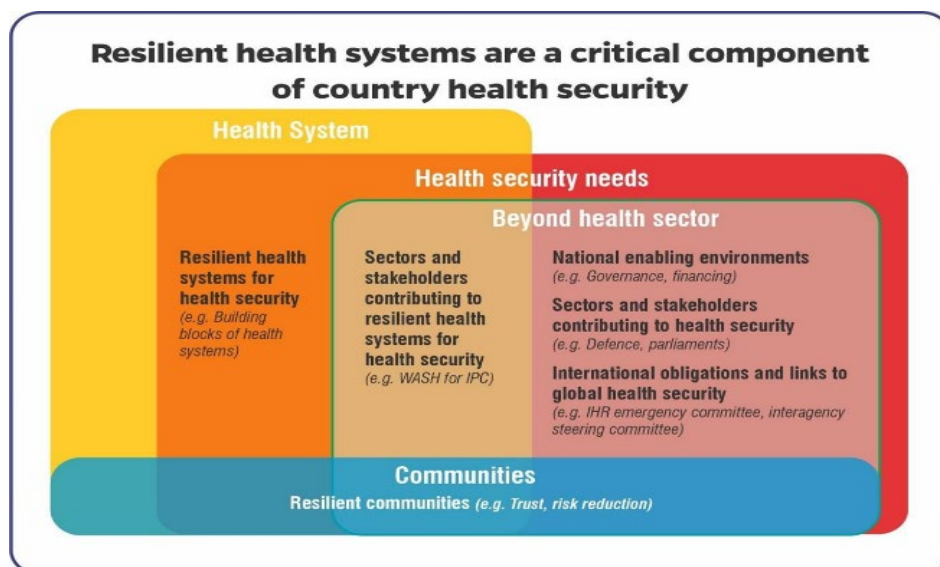 Resilient health systems are a critical component
of country health security
Health System
Health security needs
Beyond health sector
Resilient health
systems for
health security
(e.g. Building
blocks of health
systems)
Sectors and
stakeholders
contributing to
resilient health
systems for
health security
(e.g. WASH for IPC)
National enabling environments
(e.g. Governance, financing)
Sectors and stakeholders
contributing to health security
(e.g. Defence, parliaments)
International obligations and links to
global health security
(e.g. IHR emergency committee, interagency
steering committee)
Communities
Resilient communities (e.g. Trust, risk reduction)